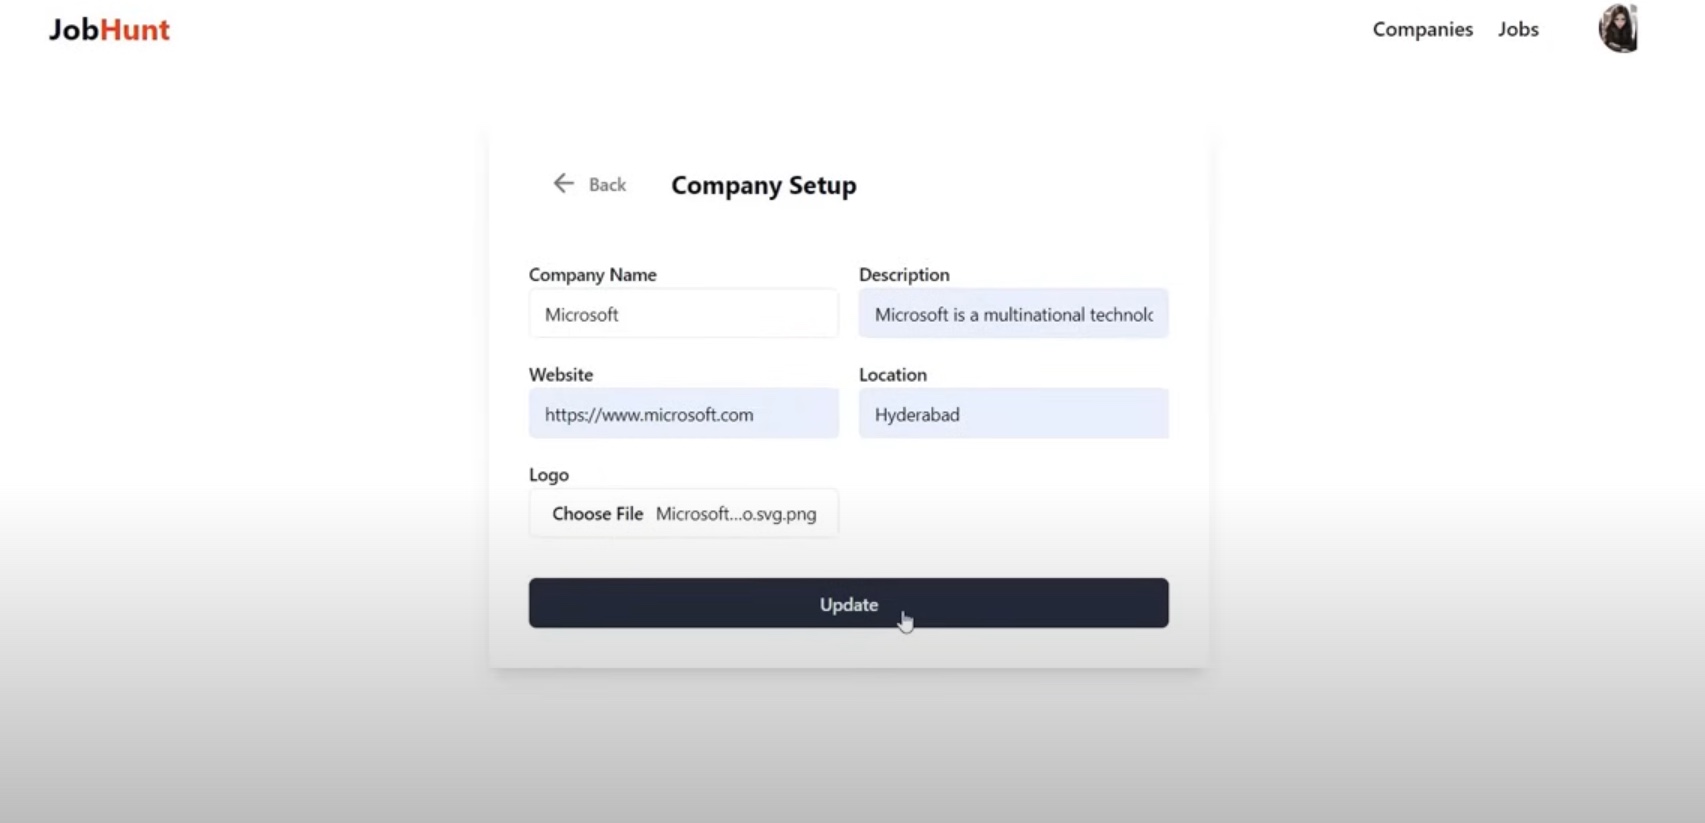 JobHunt
Companies Jobs
Back Company Setup
Company Name
Description
Microsoft
Microsoft is a multinational technolc
Website
Location
https://www.microsoft.com
Hyderabad
Logo
Choose File Microsoft...o.svg.png
Update